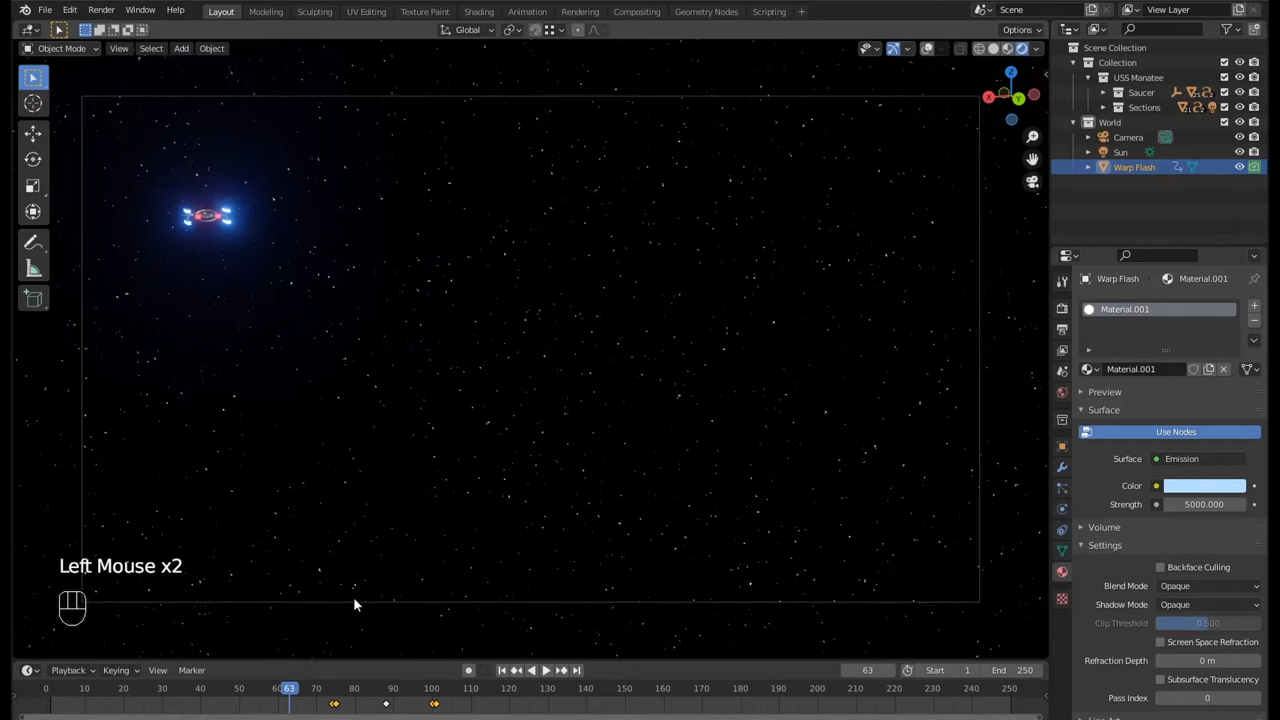 File Edit Render Window Help Layout Modeling Sculpting UV Editing Texture Paint Shading Animation Rendering Compositing Geometry Nodes Scripting + Scene View Layer
Global Options
Object Mode View Select Add Object
Scene Collection
Collection
USS Manatee
Saucer
Sections
World
Camera
Sun
Warp Flash
Z
X
Y
Warp Flash Material.001
Material.001
Material.001
Preview
Surface
Use Nodes
Surface Emission
Color
Strength 5000.000
Volume
Settings
Backface Culling
Blend Mode Opaque
Shadow Mode Opaque
Clip Threshold 0.500
Screen Space Refraction
Refraction Depth 0 m
Subsurface Translucency
Pass Index 0
Left Mouse x2
Playback Keying View Marker 63 Start 1 End 250
0 10 20 30 40 50 60 63 70 80 90 100 110 120 130 140 150 160 170 180 190 200 210 220 230 240 250